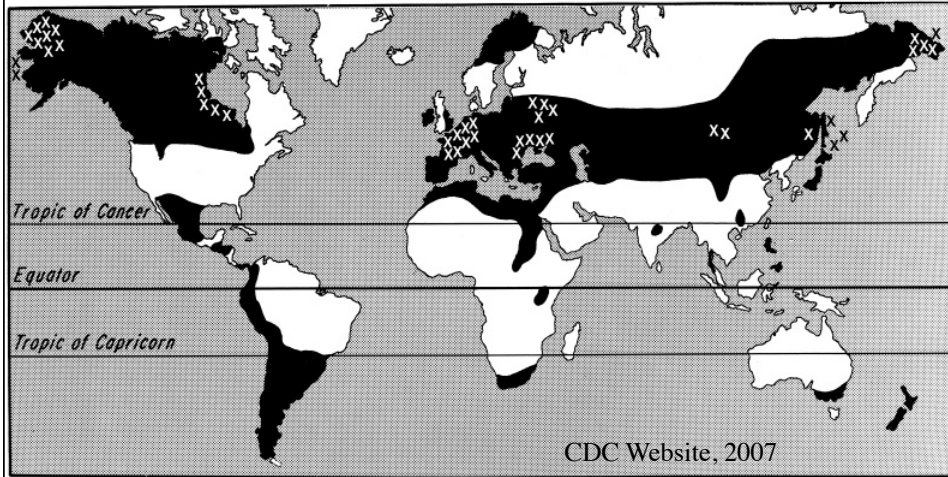 Tropic of Cancer
Equator
Tropic of Capricorn
CDC Website, 2007